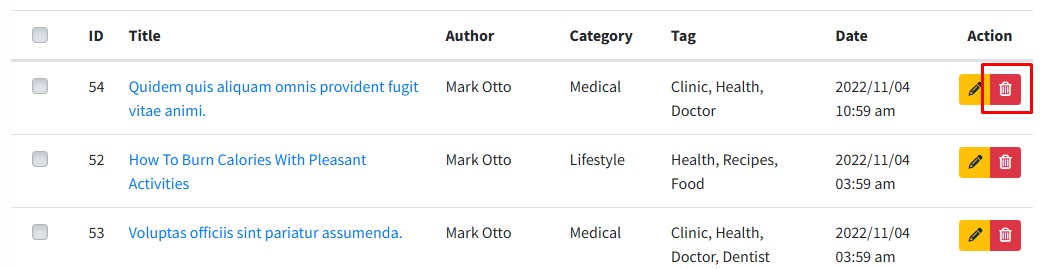 ID Title Author Category Tag Date Action
54 Quidem quis aliquam omnis provident fugit Mark Otto Medical Clinic, Health, 2022/11/04
vitae animi. Doctor 10:59 am
52 How To Burn Calories With Pleasant Mark Otto Lifestyle Health, Recipes, 2022/11/04
Activities Food 03:59 am
53 Voluptas officiis sint pariatur assumenda. Mark Otto Medical Clinic, Health, 2022/11/04
Doctor, Dentist 03:59 am